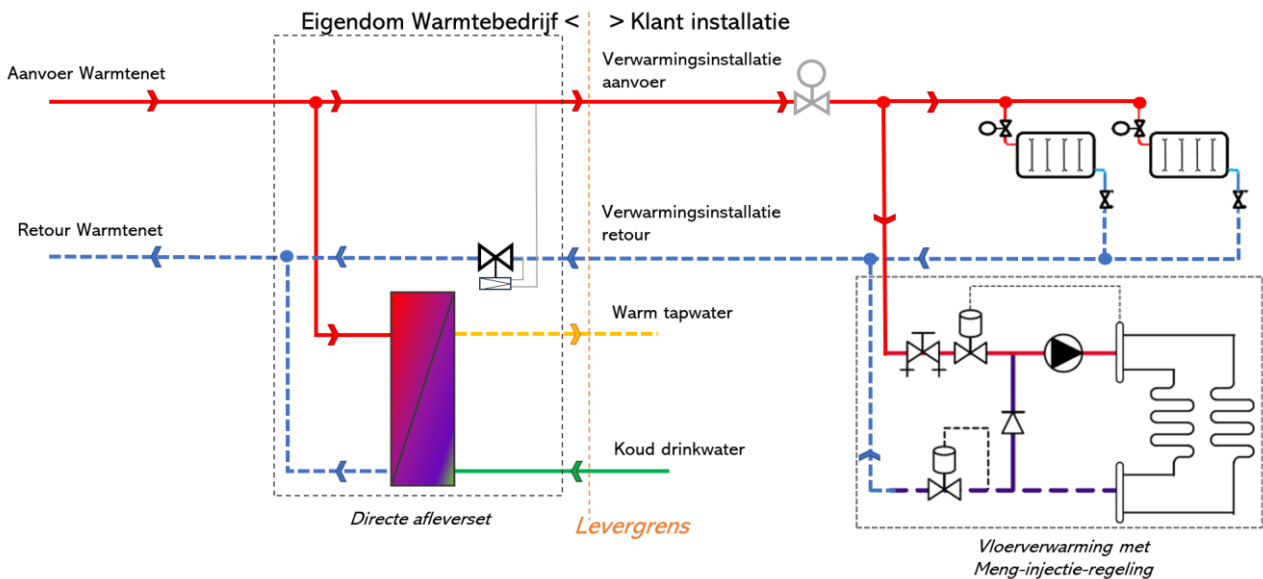 Eigendom Warmtebedrijf < > Klant installatie
Aanvoer Warmtenet
Verwarmingsinstallatie
aanvoer
Retour Warmtenet
Verwarmingsinstallatie
retour
Warm tapwater
Koud drinkwater
Directe afleverset
Levergrens
Vloerverwarming met
Meng-injectie-regeling